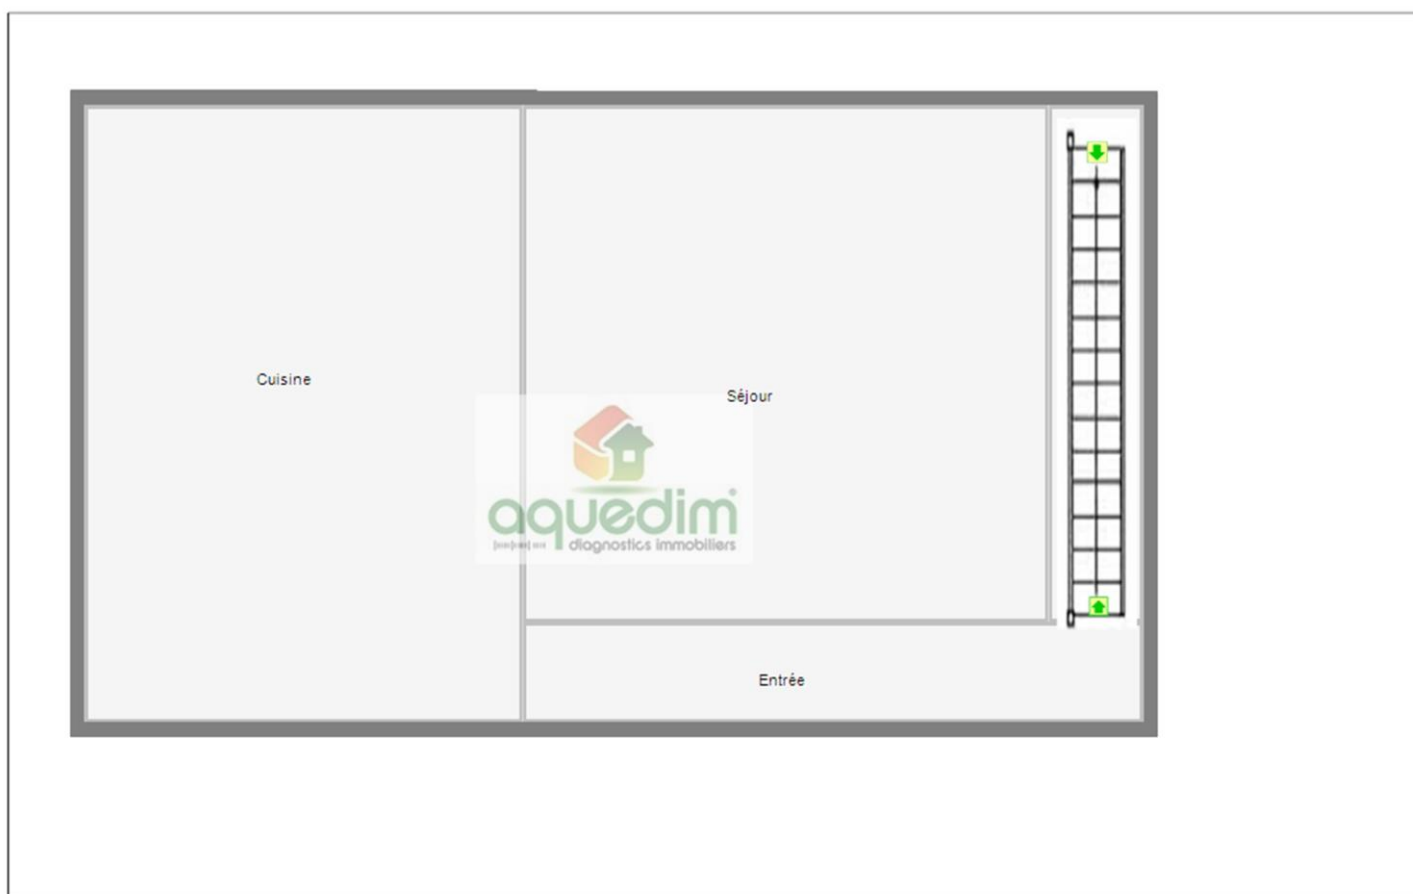 Cuisine
Séjour
aquedim
diagnostics immobiliers
Entrée